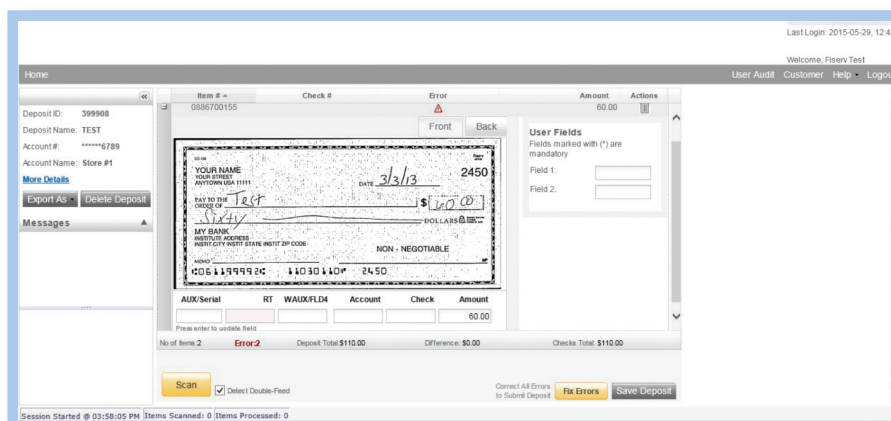 Last Login: 2015-05-29, 12:4
Welcome, Fiserv Test
Home
User Audit Customer Help Logou
Item # Check # Error Amount Actions
0886700155 60.00
Deposit ID: 399908
Deposit Name: TEST
Account #: ******6789
Account Name: Store #1
More Details
Export As Delete Deposit
Messages
Front Back
User Fields
Fields marked with (*) are
mandatory
Field 1:
Field 2:
YOUR NAME
YOUR STREET
ANYTOWN USA 11111
2450
DATE 3/3/13
PAY TO THE
ORDER OF Test
$ 60.00
Sixty
DOLLARS
MY BANK
INSTITUTE ADDRESS
INSTIT.CITY INSTIT STATE INSTIT ZIP CODE
NON - NEGOTIABLE
MEMO
⑆061199992⑆ 11030110⑈ 2450
AUX/Serial RT WAUX/FLD4 Account Check Amount
60.00
Press enter to update field
No of Items:2 Error:2 Deposit Total:$110.00 Difference: $0.00 Checks Total: $110.00
Scan
Detect Double-Feed
Correct All Errors
to Submit Deposit
Fix Errors
Save Deposit
Session Started @ 03:58:05 PM Items Scanned: 0 Items Processed: 0